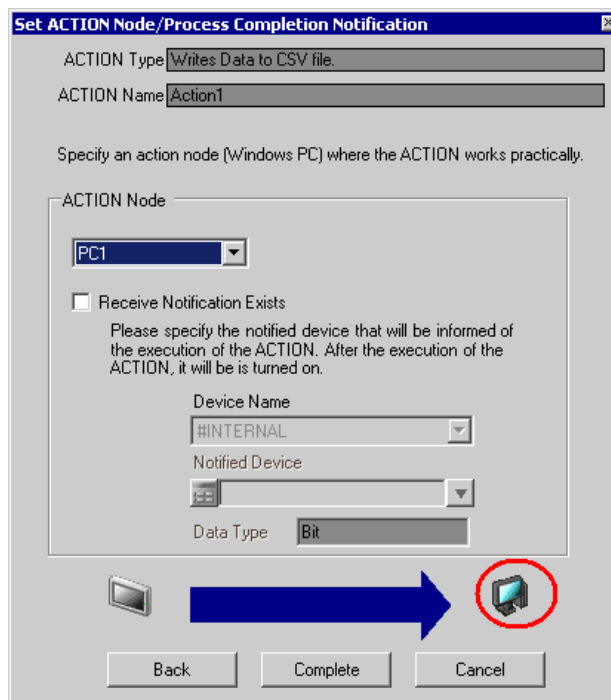 Set ACTION Node/Process Completion Notification
ACTION Type Writes Data to CSV file.
ACTION Name Action1
Specify an action node (Windows PC) where the ACTION works practically.
ACTION Node
PC1
Receive Notification Exists
Please specify the notified device that will be informed of
the execution of the ACTION. After the execution of the
ACTION, it will be is turned on.
Device Name
#INTERNAL
Notified Device
Data Type Bit
Back Complete Cancel